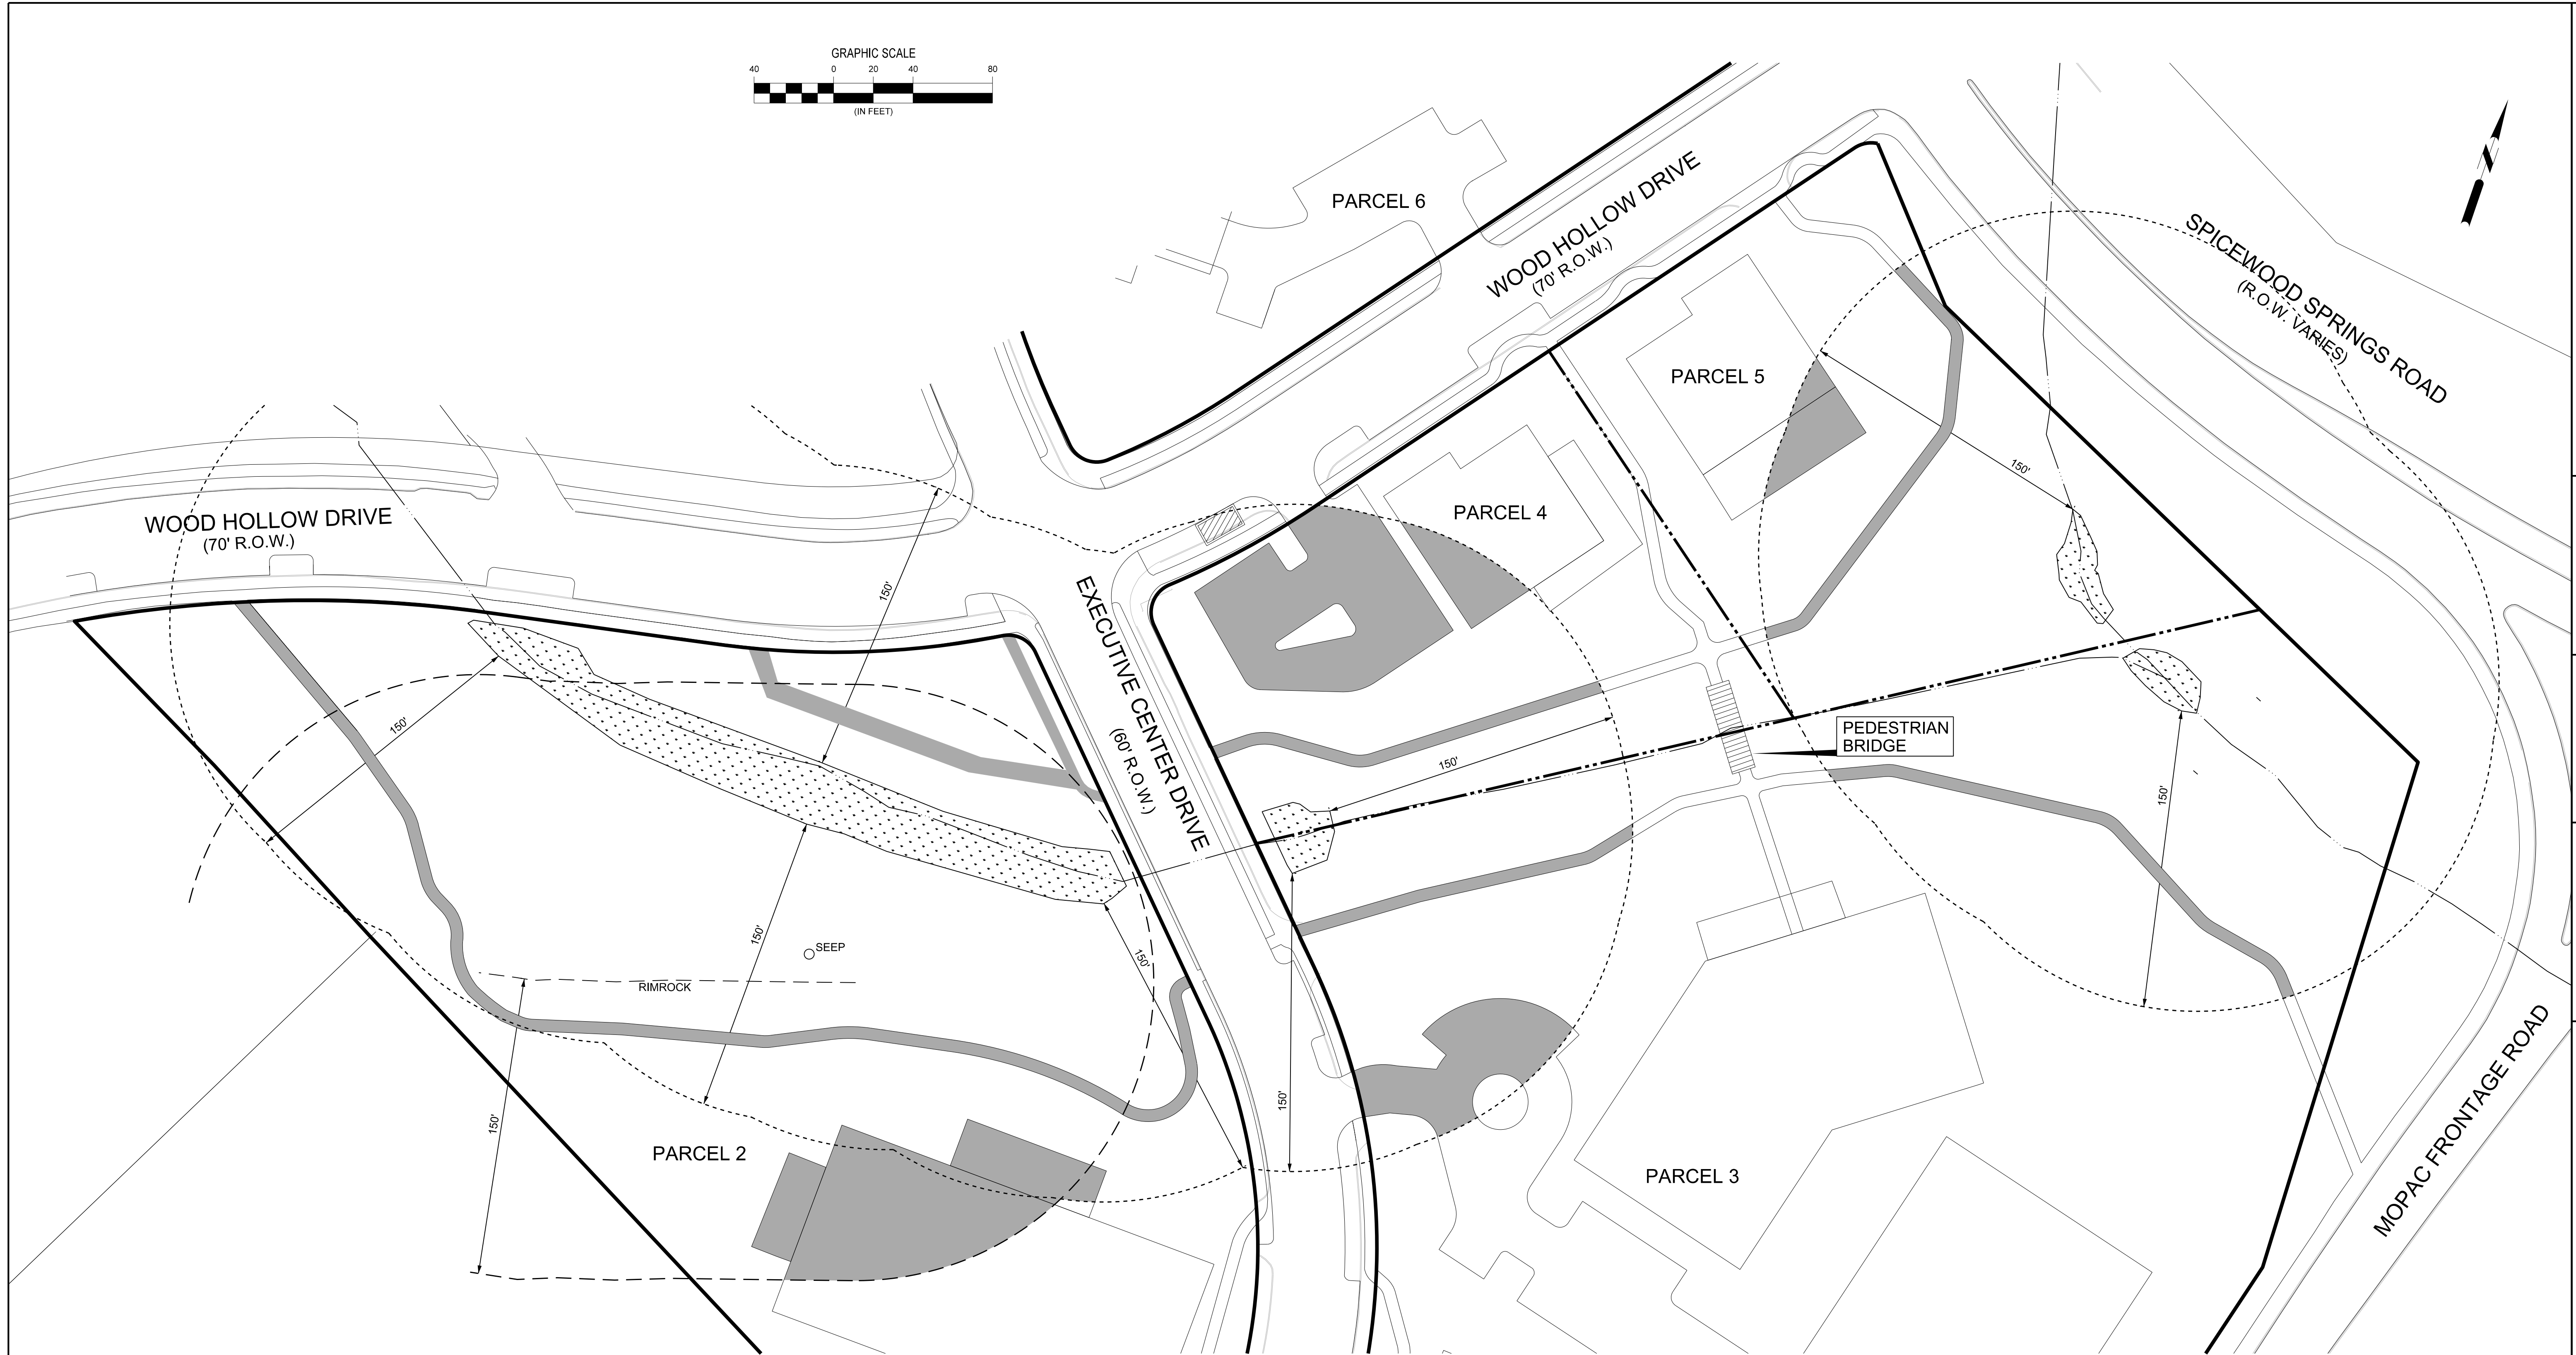 GRAPHIC SCALE
40 0 20 40 80
(IN FEET)
PARCEL 6
WOOD HOLLOW DRIVE
(70' R.O.W.)
SPICEWOOD SPRINGS ROAD
(R.O.W. VARIES)
PARCEL 5
150'
PARCEL 4
WOOD HOLLOW DRIVE
(70' R.O.W.)
150'
EXECUTIVE CENTER DRIVE
(60' R.O.W.)
150'
PEDESTRIAN
BRIDGE
150'
150'
150'
SEEP
150'
RIMROCK
150'
150'
PARCEL 2
PARCEL 3
MOPAC FRONTAGE ROAD
150'